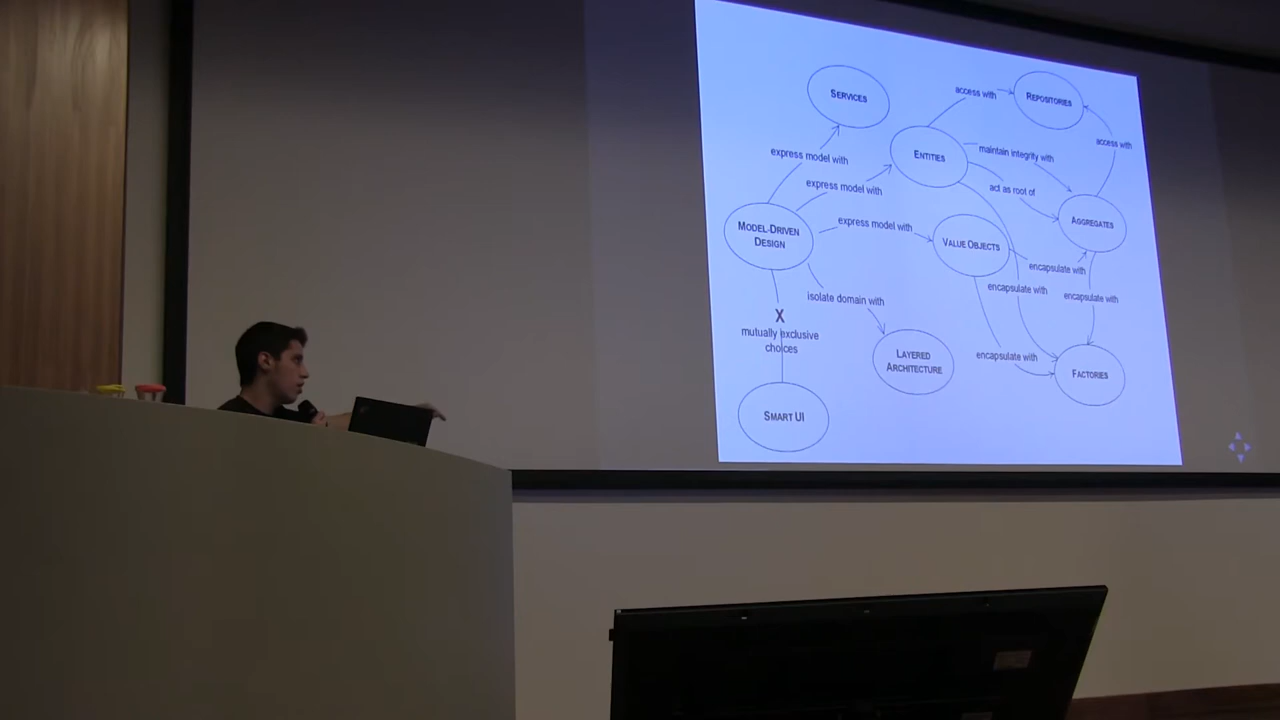 SERVICES
access with
REPOSITORIES
access with
express model with
ENTITIES
maintain integrity with
express model with
act as root of
MODEL-DRIVEN
DESIGN
express model with
VALUE OBJECTS
AGGREGATES
encapsulate with
encapsulate with
encapsulate with
isolate domain with
X
mutually exclusive
choices
LAYERED
ARCHITECTURE
encapsulate with
FACTORIES
SMART UI